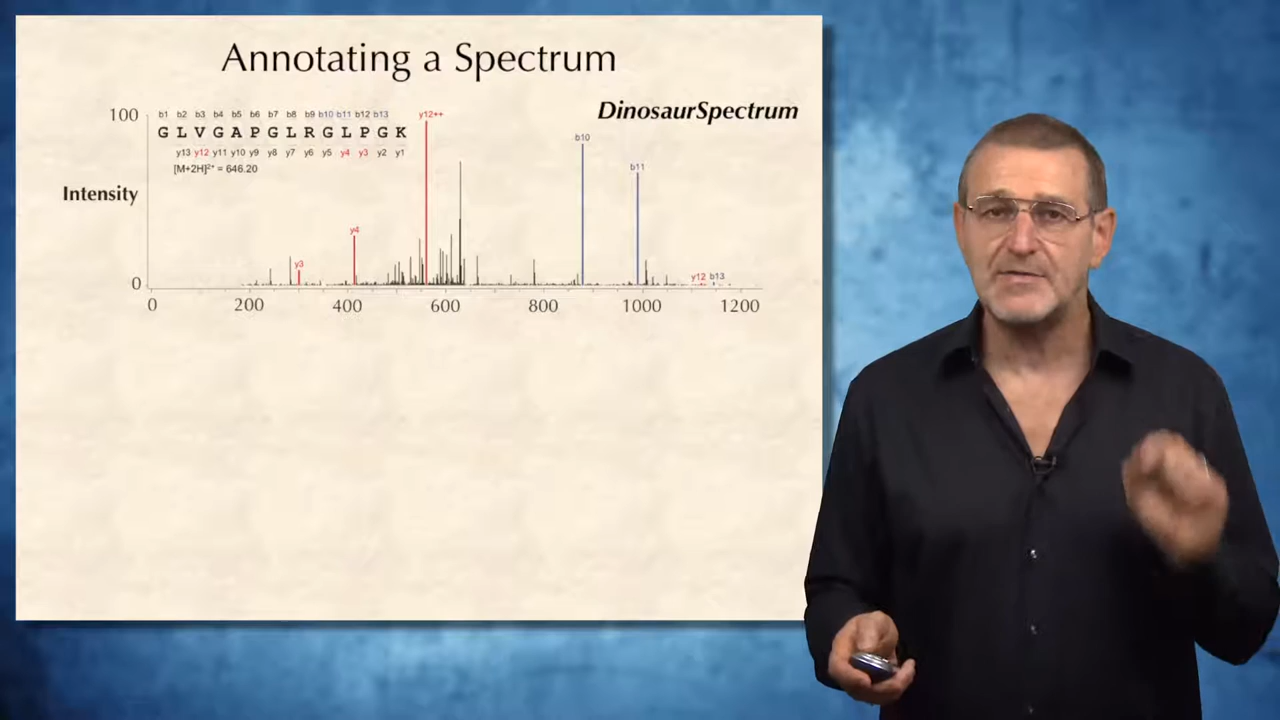 Annotating a Spectrum
DinosaurSpectrum
100
b1 b2 b3 b4 b5 b6 b7 b8 b9 b10 b11 b12 b13
G L V G A P G L R G L P G K
y13 y12 y11 y10 y9 y8 y7 y6 y5 y4 y3 y2 y1
[M+2H]²⁺ = 646.20
y12++
b10
b11
Intensity
y4
y3
y12 b13
0
0 200 400 600 800 1000 1200